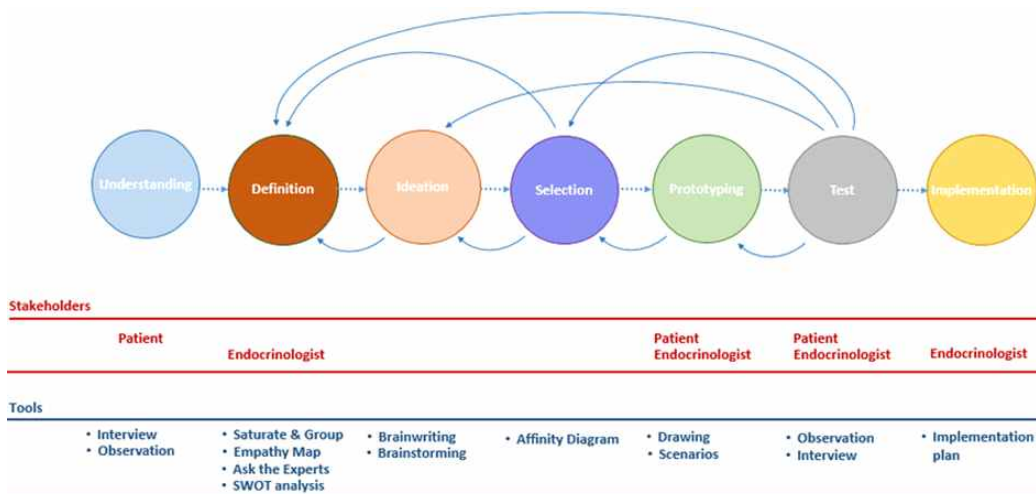 Understanding
Definition
Ideation
Selection
Prototyping
Test
Implementation
Stakeholders
Patient
Endocrinologist
Patient
Endocrinologist
Patient
Endocrinologist
Endocrinologist
Tools
• Interview
• Observation
• Saturate & Group
• Empathy Map
• Ask the Experts
• SWOT analysis
• Brainwriting
• Brainstorming
• Affinity Diagram
• Drawing
• Scenarios
• Observation
• Interview
• Implementation
plan